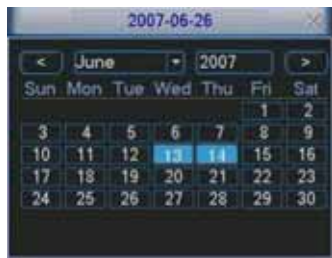 2007-06-26
< June 2007 >
Sun Mon Tue Wed Thu Fri Sat
1 2
3 4 5 6 7 8 9
10 11 12 13 14 15 16
17 18 19 20 21 22 23
24 25 26 27 28 29 30